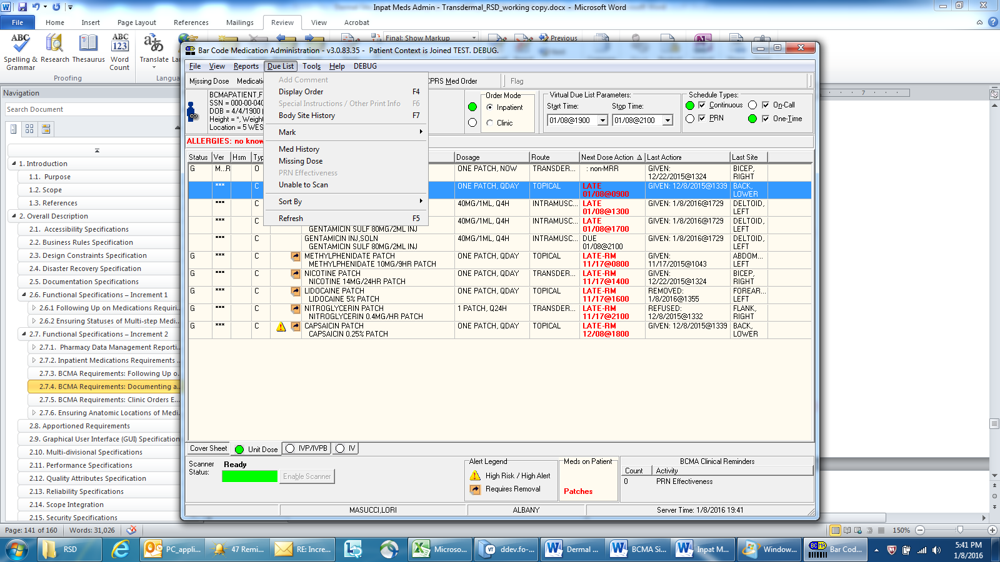 Inpat Meds Admin - Transdermal_RSD_working copy.docx - Microsoft Word
File Home Insert Page Layout References Mailings Review View Acrobat
ABC
Spelling & Grammar
Research
Thesaurus
ABC 123
Word Count
Translate
Proofing
Final: Show Markup
Previous
Navigation
Search Document
1. Introduction
1.1. Purpose
1.2. Scope
1.3. References
2. Overall Description
2.1. Accessibility Specifications
2.2. Business Rules Specification
2.3. Design Constraints Specification
2.4. Disaster Recovery Specification
2.5. Documentation Specifications
2.6. Functional Specifications – Increment 1
2.6.1 Following Up on Medications Requiri...
2.6.2 Ensuring Statuses of Multi-step Medi...
2.7. Functional Specifications – Increment 2
2.7.1. Pharmacy Data Management Reporti...
2.7.2. Inpatient Medications Requirements ...
2.7.3. BCMA Requirements: Following Up o...
2.7.4. BCMA Requirements: Documenting a...
2.7.5. BCMA Requirements: Clinic Orders E...
2.7.6. Ensuring Anatomic Locations of Medi...
2.8. Apportioned Requirements
2.9. Graphical User Interface (GUI) Specification
2.10. Multi-divisional Specifications
2.11. Performance Specifications
2.12. Quality Attributes Specification
2.13. Reliability Specifications
2.14. Scope Integration
2.15. Security Specifications
Bar Code Medication Administration - v3.0.83.35 - Patient Context is Joined TEST. DEBUG.
File View Reports Due List Tools Help DEBUG
Missing Dose
CPRS Med Order
Flag
BCMAPATIENT,F
SSN = 000-00-040
DOB = 4/4/1900
Height = *, Weigh
Location = 5 WES
ALLERGIES: no know
Add Comment
Display Order F4
Special Instructions / Other Print Info F6
Body Site History F7
Mark
Med History
Missing Dose
PRN Effectiveness
Unable to Scan
Sort By
Refresh F5
Order Mode
Inpatient
Clinic
Virtual Due List Parameters:
Start Time: Stop Time:
01/08@1900 01/08@2100
Schedule Types:
Continuous On-Call
PRN One-Time
Status Ver Hsm Typ Dosage Route Next Dose Action Last Action Last Site
G M...R O ONE PATCH, NOW TRANSDER... : non-MRR GIVEN: BICEP,
12/22/2015@1324 RIGHT
*** C ONE PATCH, QDAY TOPICAL LATE GIVEN: 12/8/2015@1339 BACK,
01/08@0900 LOWER
*** C 40MG/1ML, Q4H INTRAMUSC... LATE GIVEN: 1/8/2016@1729 DELTOID,
01/08@1300 LEFT
*** C 40MG/1ML, Q4H INTRAMUSC... LATE GIVEN: 1/8/2016@1729 DELTOID,
GENTAMICIN SULF 80MG/2ML INJ 01/08@1700 LEFT
*** C GENTAMICIN INJ,SOLN 40MG/1ML, Q4H INTRAMUSC... DUE GIVEN: 1/8/2016@1729 DELTOID,
GENTAMICIN SULF 80MG/2ML INJ 01/08@2100 LEFT
G *** C METHYLPHENIDATE PATCH ONE PATCH, QDAY TOPICAL LATE-RM GIVEN: ABDOM...
METHYLPHENIDATE 10MG/9HR PATCH 11/17@0800 11/17/2015@1043 LEFT
G *** C NICOTINE PATCH ONE PATCH, QDAY TRANSDER... LATE-RM GIVEN: BICEP,
NICOTINE 14MG/24HR PATCH 11/17@1400 12/22/2015@1324 RIGHT
G *** C LIDOCAINE PATCH ONE PATCH, QDAY TOPICAL LATE-RM REMOVED: FOREAR...
LIDOCAINE 5% PATCH 11/17@1600 1/8/2016@1355 LEFT
G *** C NITROGLYCERIN PATCH 1 PATCH, Q24H TRANSDER... LATE-RM REFUSED: FLANK,
NITROGLYCERIN 0.4MG/HR PATCH 11/17@2100 12/8/2015@1332 RIGHT
G *** C CAPSAICIN PATCH ONE PATCH, QDAY TOPICAL LATE-RM GIVEN: 12/8/2015@1339 BACK,
CAPSAICIN 0.25% PATCH 12/08@1800 LOWER
Cover Sheet Unit Dose IVP/IVPB IV
Scanner Status: Ready
Enable Scanner
Alert Legend
High Risk / High Alert
Requires Removal
Meds on Patient
Patches
BCMA Clinical Reminders
Count Activity
0 PRN Effectiveness
MASUCCI,LORI ALBANY Server Time: 1/8/2016 19:41
7
Page: 141 of 160 Words: 31,026 150%
RSD
PC_appli...
47 Remi...
RE: Incre...
Microso...
ddev.fo-...
Dermal ...
BCMA Si...
Inpat M...
Window...
Bar Cod...
5:41 PM
1/8/2016